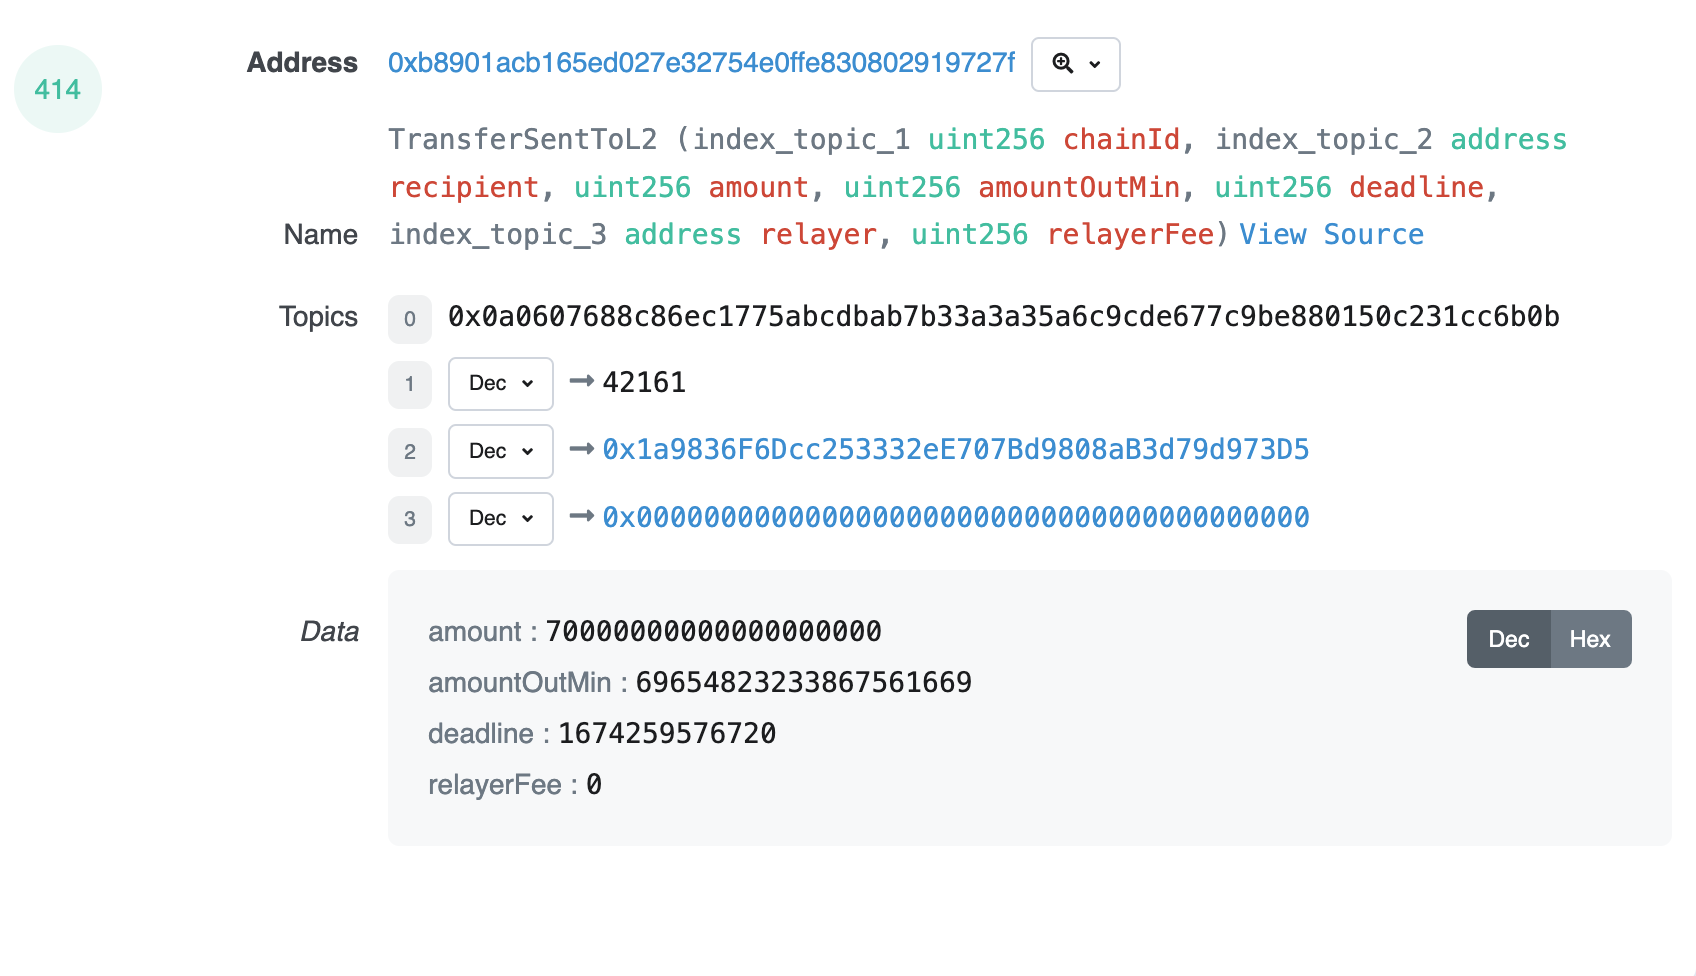 414
Address 0xb8901acb165ed027e32754e0ffe830802919727f
TransferSentToL2 (index_topic_1 uint256 chainId, index_topic_2 address
recipient, uint256 amount, uint256 amountOutMin, uint256 deadline,
Name index_topic_3 address relayer, uint256 relayerFee) View Source
Topics 0 0x0a0607688c86ec1775abcdbab7b33a3a35a6c9cde677c9be880150c231cc6b0b
1 Dec → 42161
2 Dec → 0x1a9836F6Dcc253332eE707Bd9808aB3d79d973D5
3 Dec → 0x0000000000000000000000000000000000000000
Data amount : 70000000000000000000 Dec Hex
amountOutMin : 69654823233867561669
deadline : 1674259576720
relayerFee : 0